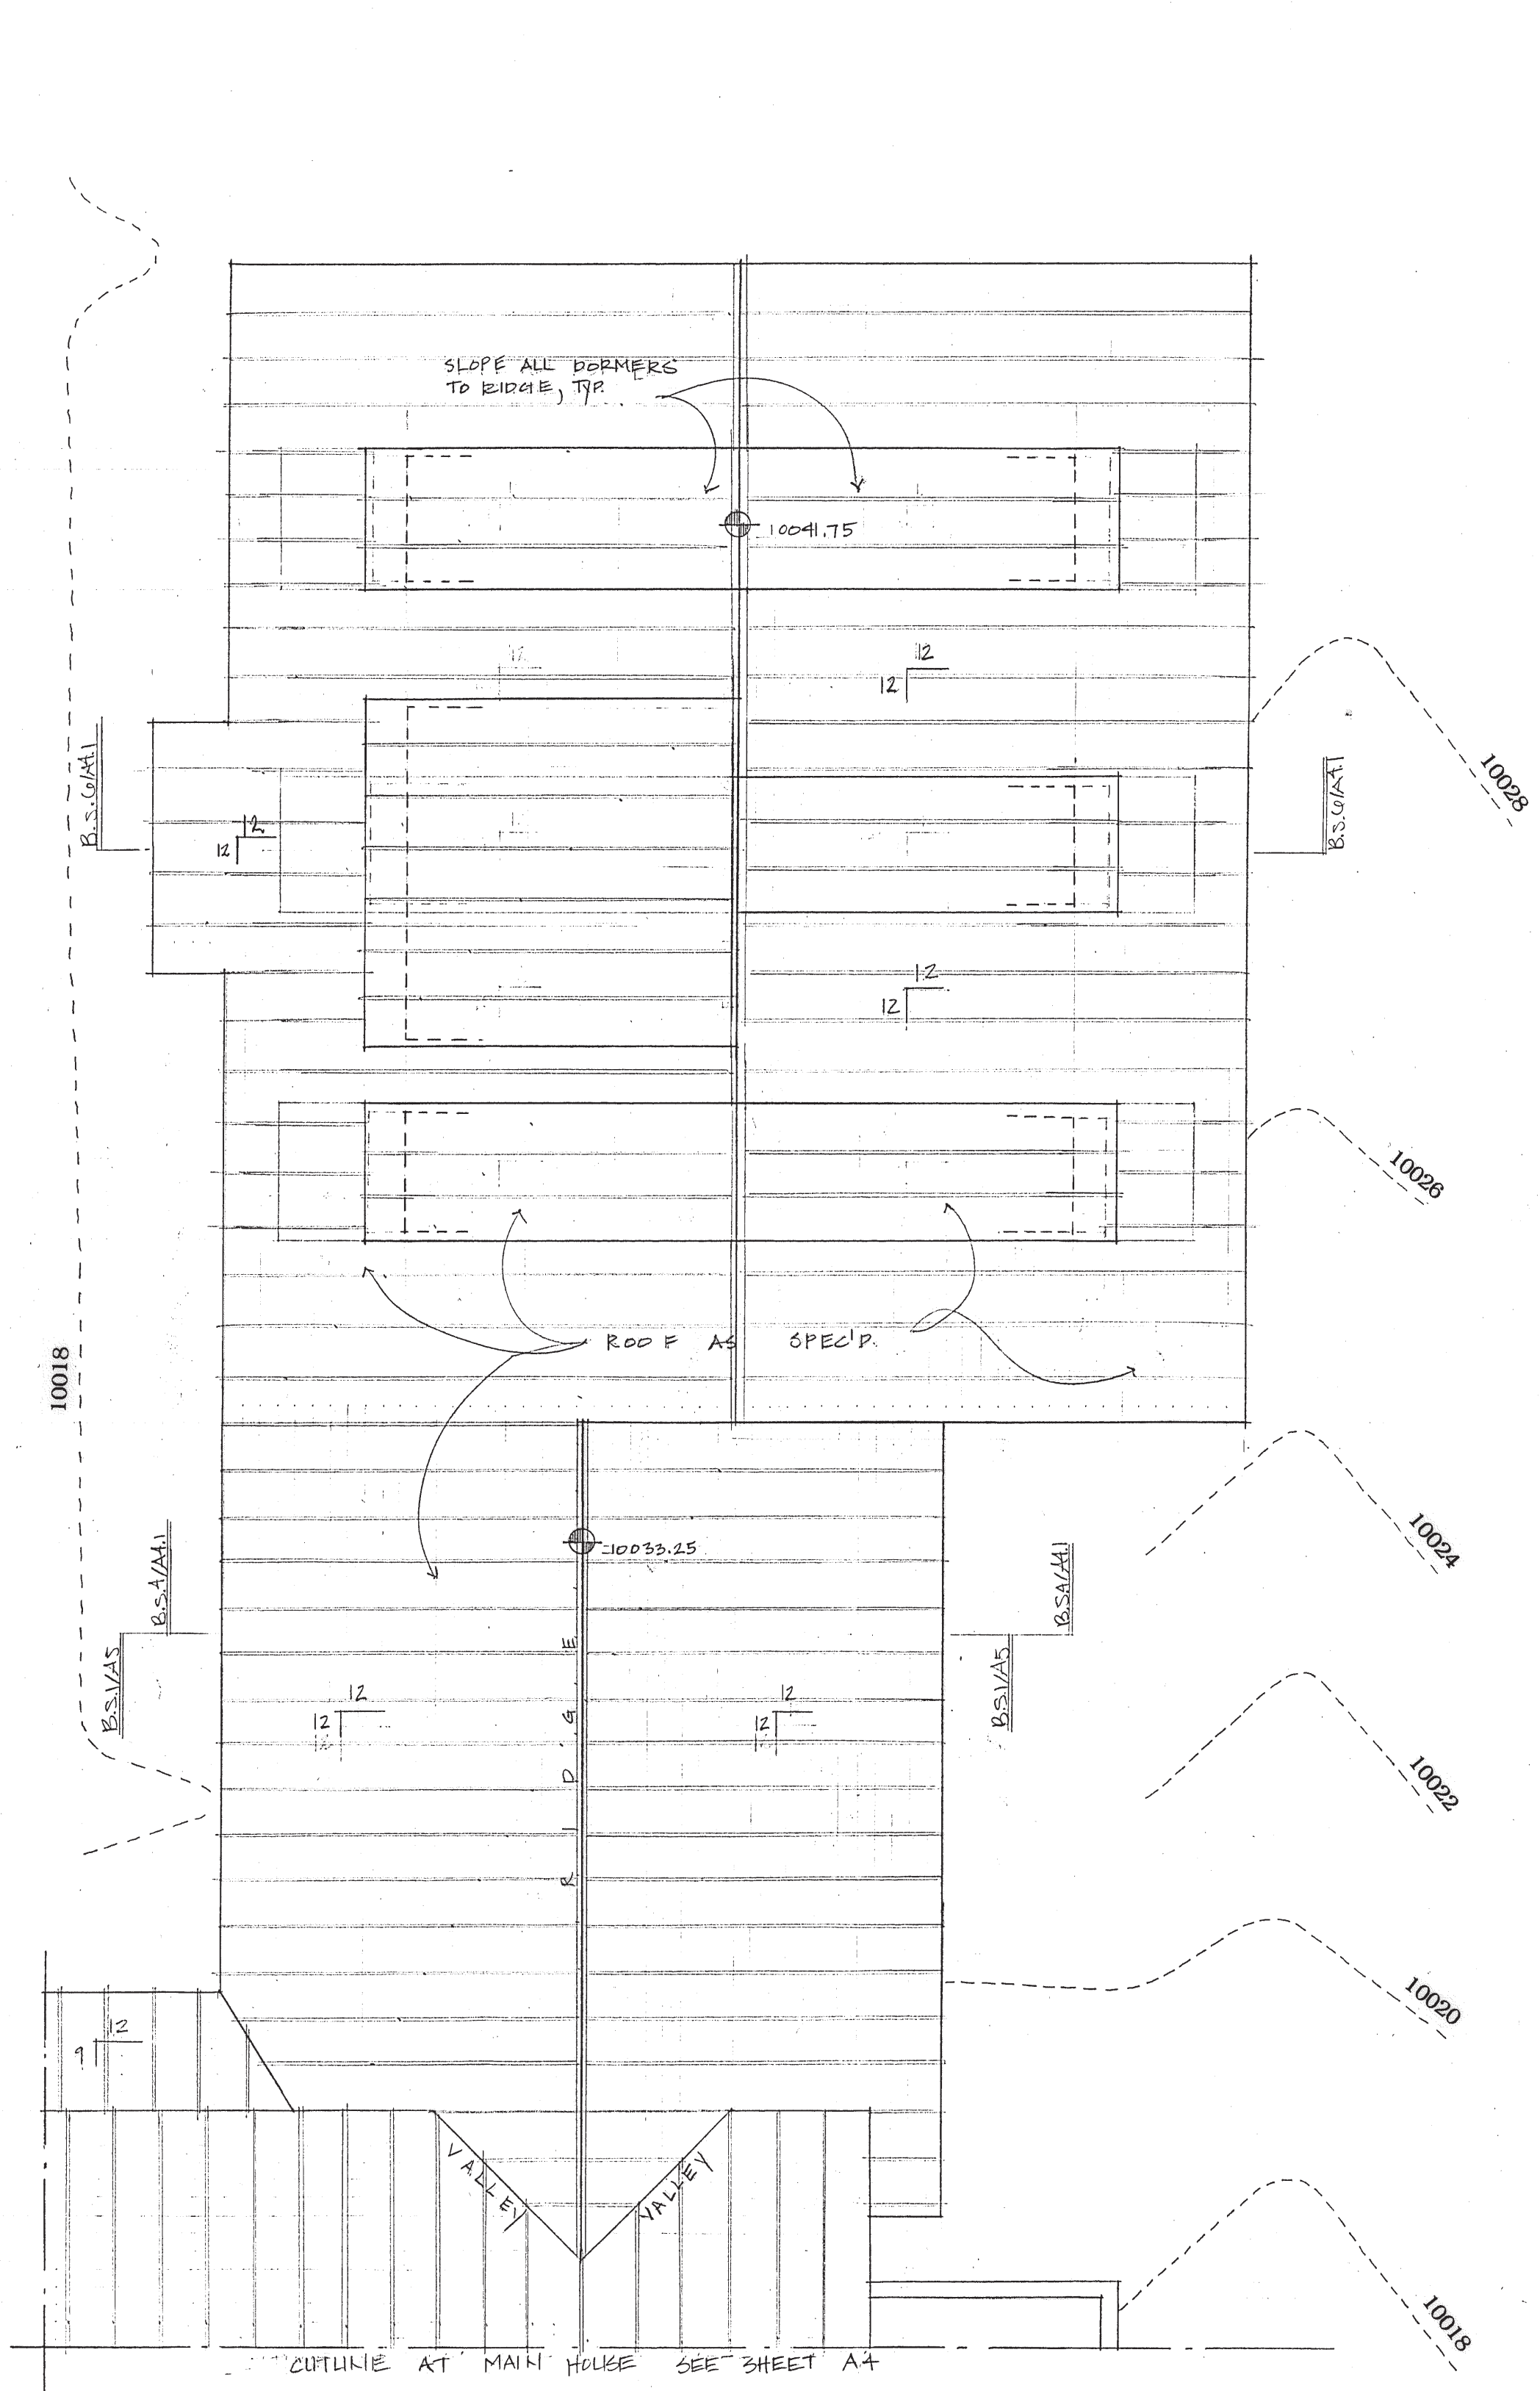 SLOPE ALL DORMERS
TO RIDGE, TYP.
10041.75
12
12
12
10028
B.S.6/A4.1
B.S.6/A4.1
12
12
12
12
10026
ROOF AS SPEC'D.
10018
10024
10033.25
B.S.4/A4.1
B.S.4/A4.1
B.S.1/A5
B.S.1/A5
RIDGE
12
12
12
12
10022
10020
12
9
VALLEY
VALLEY
10018
CUTLINE AT MAIN HOUSE SEE SHEET A4